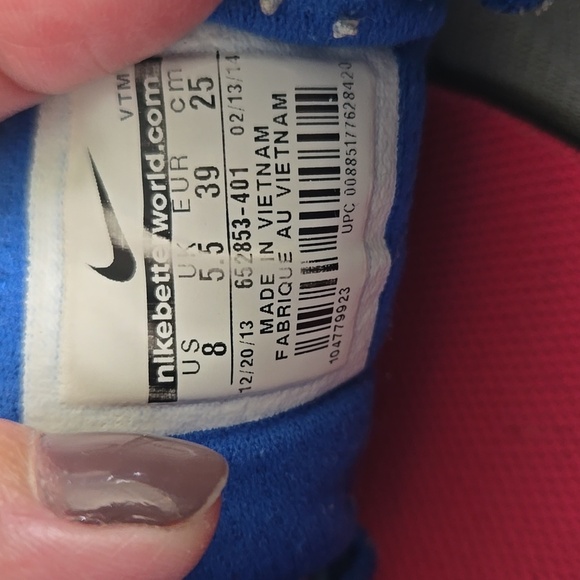 VTM
nikebetterworld.com
US UK EUR cm
8 5.5 39 25
12/20/13 652853-401 02/13/14
MADE IN VIETNAM
FABRIQUE AU VIETNAM
104779923 UPC 00885177628420